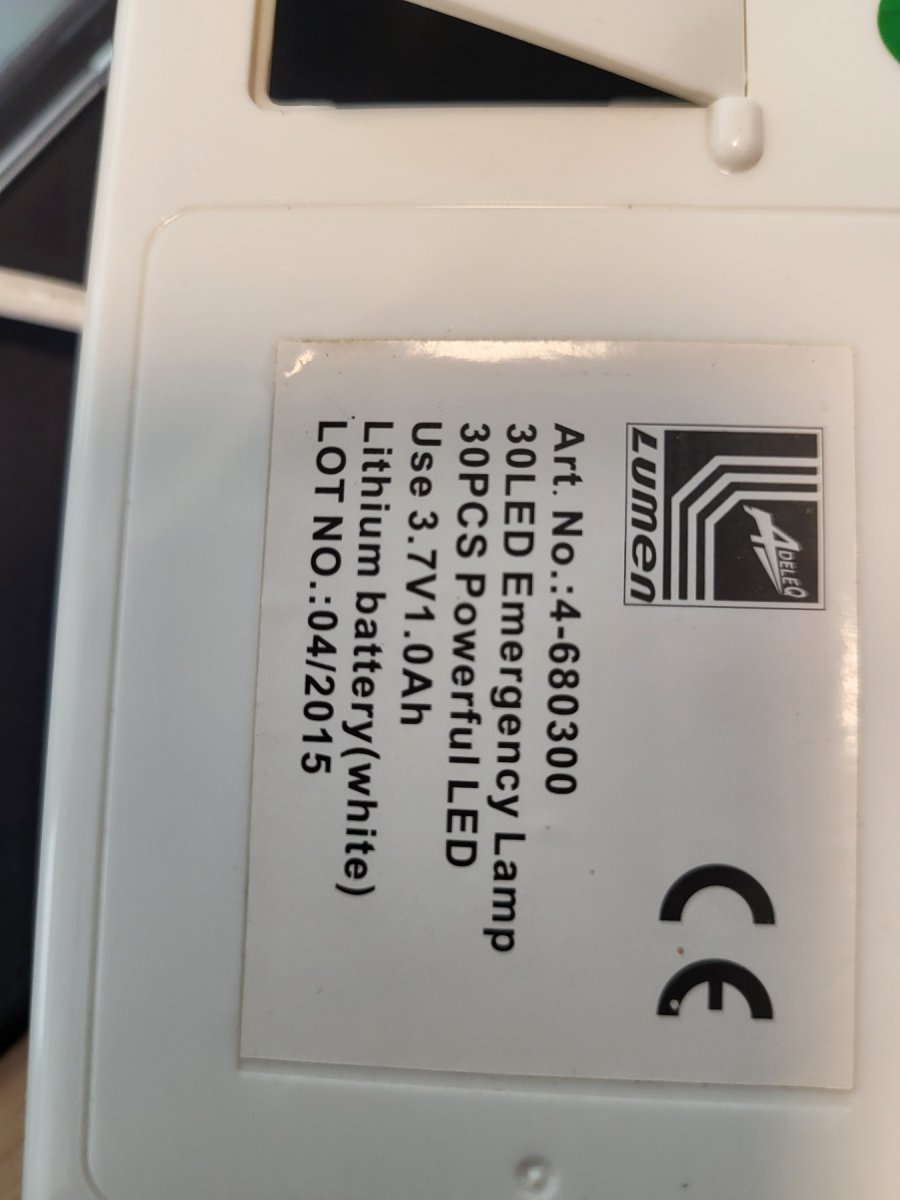 ADELEQ
Lumen
CE
Art. No.:4-680300
30LED Emergency Lamp
30PCS Powerful LED
Use 3.7V1.0Ah
Lithium battery(white)
LOT NO.:04/2015